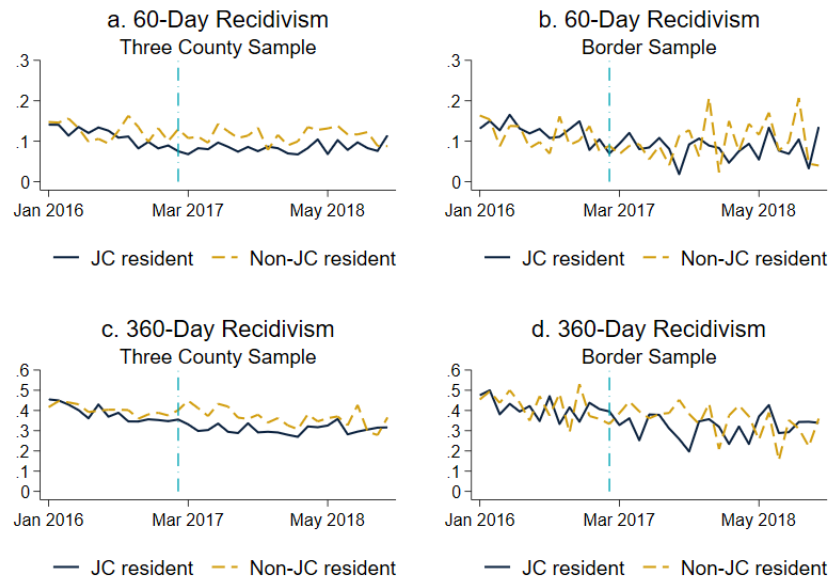 a. 60-Day Recidivism
Three County Sample
.3
.2
.1
0
Jan 2016 Mar 2017 May 2018
JC resident Non-JC resident
b. 60-Day Recidivism
Border Sample
.3
.2
.1
0
Jan 2016 Mar 2017 May 2018
JC resident Non-JC resident
c. 360-Day Recidivism
Three County Sample
.6
.5
.4
.3
.2
.1
0
Jan 2016 Mar 2017 May 2018
JC resident Non-JC resident
d. 360-Day Recidivism
Border Sample
.6
.5
.4
.3
.2
.1
0
Jan 2016 Mar 2017 May 2018
JC resident Non-JC resident